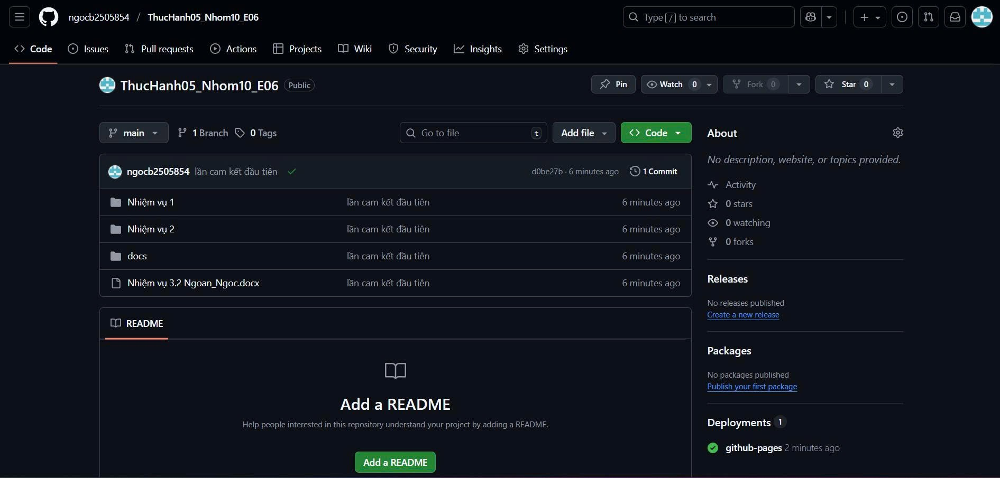 ngocb2505854 / ThucHanh05_Nhom10_E06
Type / to search
Code Issues Pull requests Actions Projects Wiki Security Insights Settings
ThucHanh05_Nhom10_E06 Public
Pin Watch 0 Fork 0 Star 0
main 1 Branch 0 Tags Go to file t Add file Code
ngocb2505854 lần cam kết đầu tiên d0be27b · 6 minutes ago 1 Commit
Nhiệm vụ 1 lần cam kết đầu tiên 6 minutes ago
Nhiệm vụ 2 lần cam kết đầu tiên 6 minutes ago
docs lần cam kết đầu tiên 6 minutes ago
Nhiệm vụ 3.2 Ngoan_Ngoc.docx lần cam kết đầu tiên 6 minutes ago
README
Add a README
Help people interested in this repository understand your project by adding a README.
Add a README
About
No description, website, or topics provided.
Activity
0 stars
0 watching
0 forks
Releases
No releases published
Create a new release
Packages
No packages published
Publish your first package
Deployments 1
github-pages 2 minutes ago